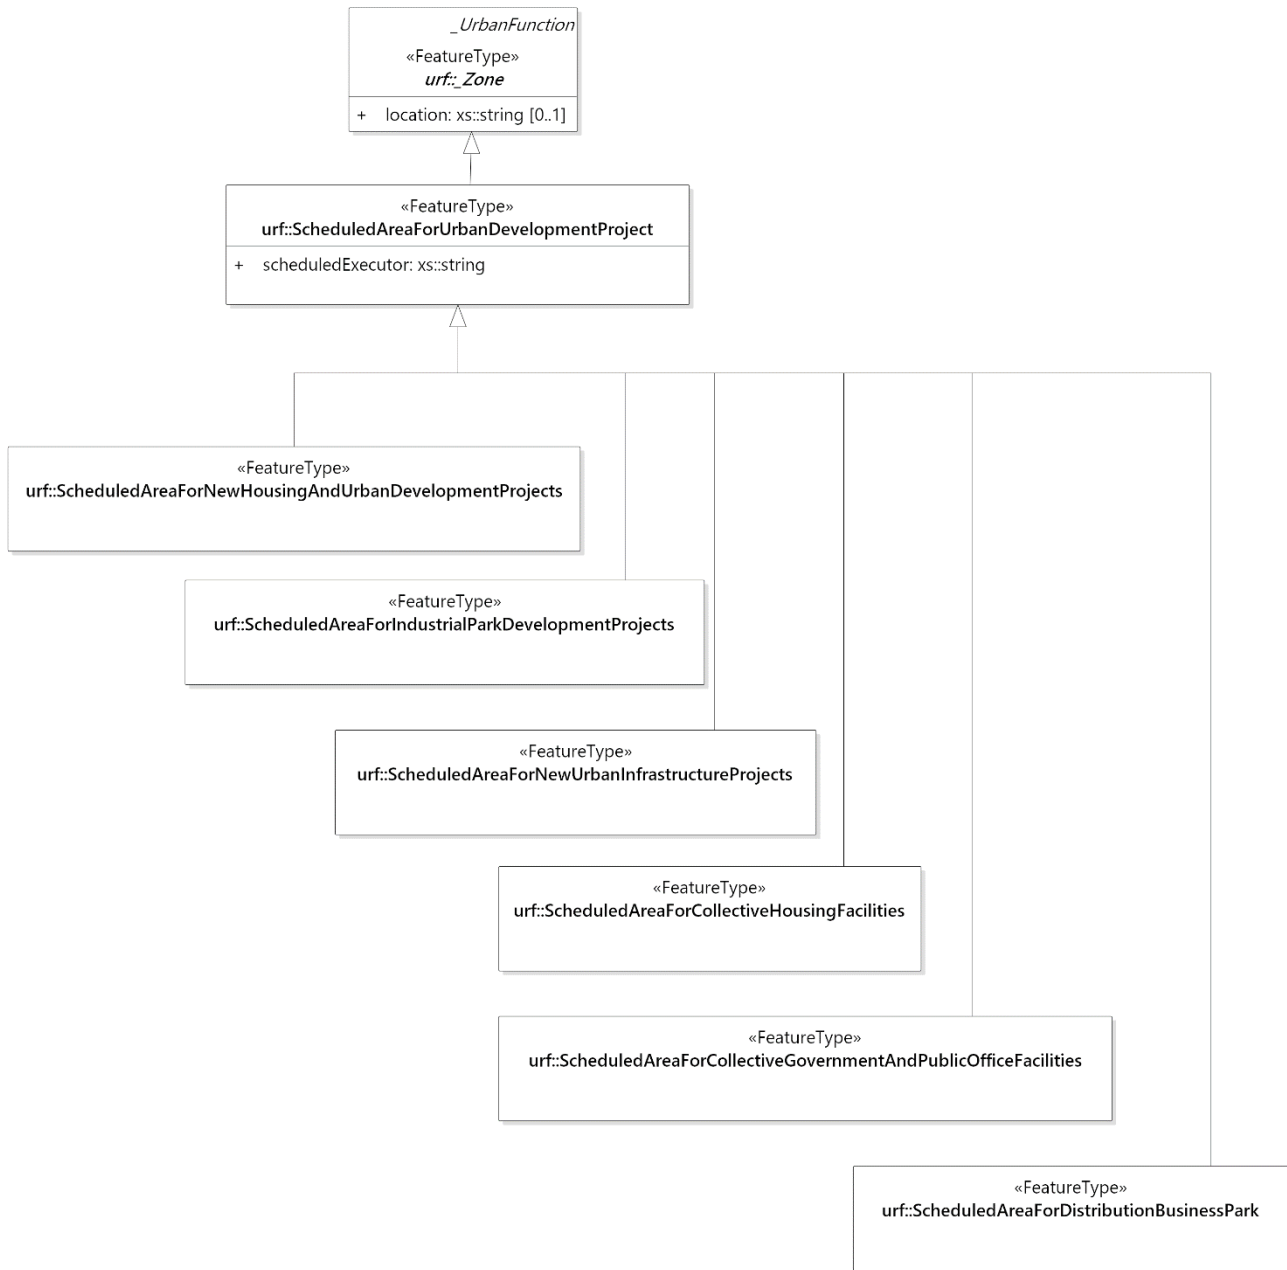 _UrbanFunction
«FeatureType»
urf::_Zone
+ location: xs::string [0..1]
«FeatureType»
urf::ScheduledAreaForUrbanDevelopmentProject
+ scheduledExecutor: xs::string
«FeatureType»
urf::ScheduledAreaForNewHousingAndUrbanDevelopmentProjects
«FeatureType»
urf::ScheduledAreaForIndustrialParkDevelopmentProjects
«FeatureType»
urf::ScheduledAreaForNewUrbanInfrastructureProjects
«FeatureType»
urf::ScheduledAreaForCollectiveHousingFacilities
«FeatureType»
urf::ScheduledAreaForCollectiveGovernmentAndPublicOfficeFacilities
«FeatureType»
urf::ScheduledAreaForDistributionBusinessPark